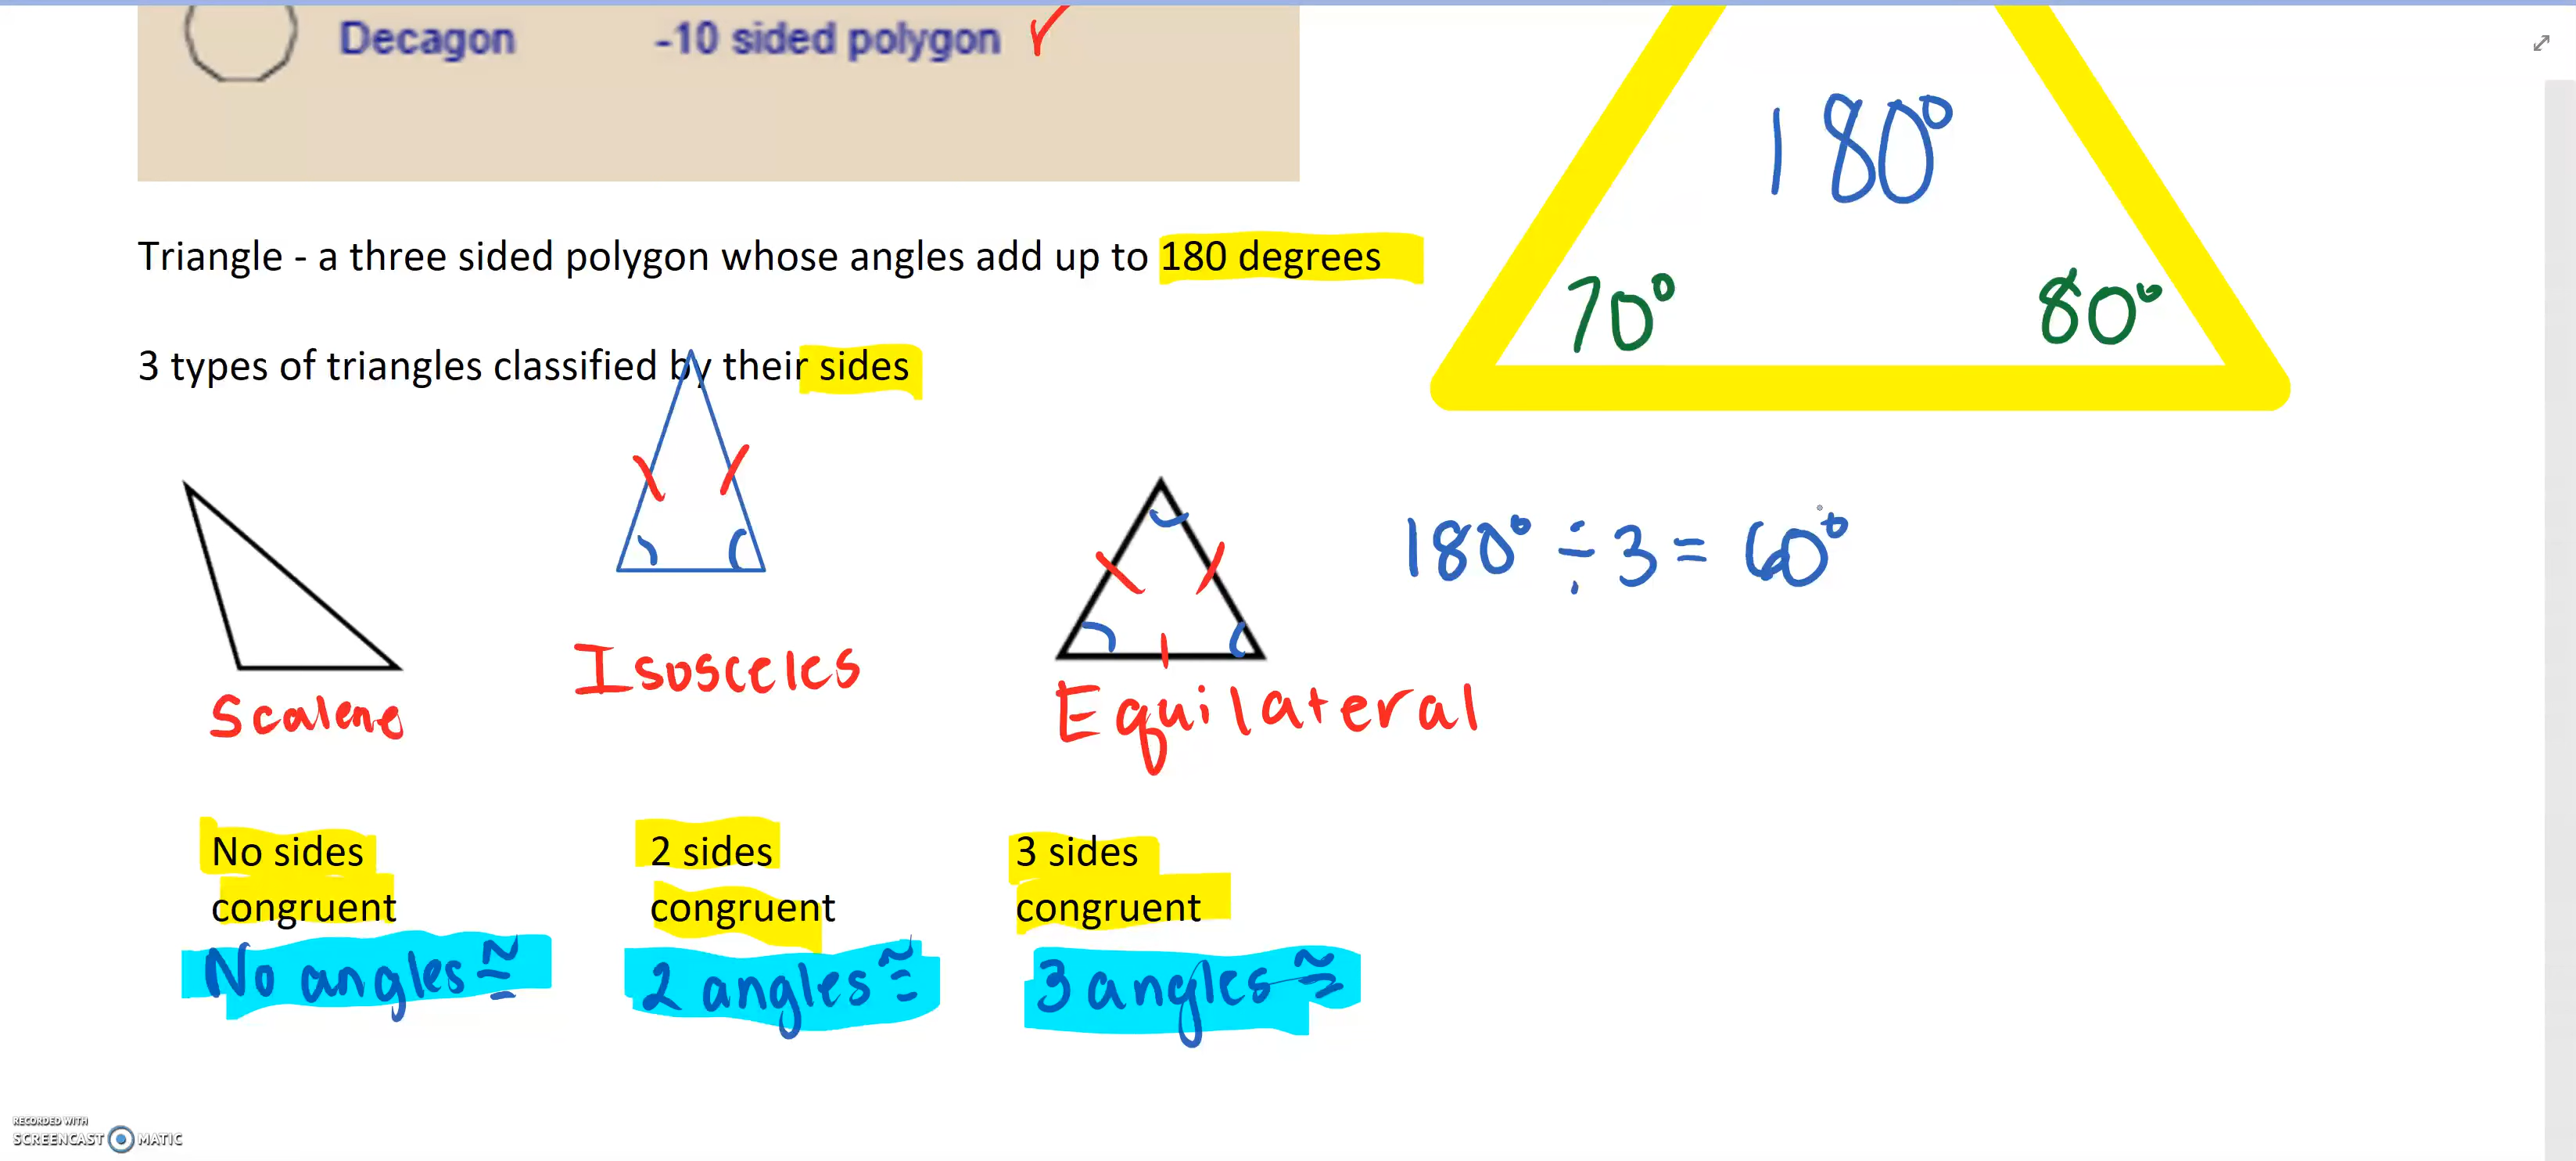 Decagon -10 sided polygon
180°
Triangle - a three sided polygon whose angles add up to 180 degrees
70° 80°
3 types of triangles classified by their sides
180° ÷ 3 = 60°
Scalene
Isosceles
Equilateral
No sides
congruent
No angles ≅
2 sides
congruent
2 angles ≅
3 sides
congruent
3 angles ≅
RECORDED WITH
SCREENCAST MATIC